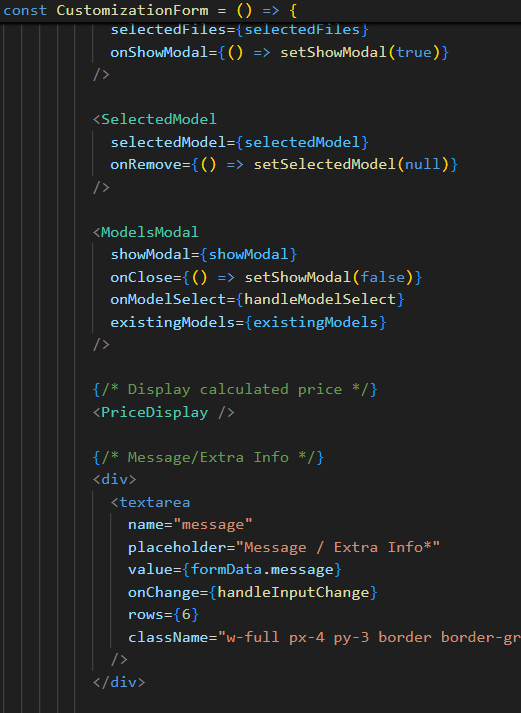 const CustomizationForm = () => {
selectedFiles={selectedFiles}
onShowModal={() => setShowModal(true)}
/>
<SelectedModel
selectedModel={selectedModel}
onRemove={() => setSelectedModel(null)}
/>
<ModelsModal
showModal={showModal}
onClose={() => setShowModal(false)}
onModelSelect={handleModelSelect}
existingModels={existingModels}
/>
{/* Display calculated price */}
<PriceDisplay />
{/* Message/Extra Info */}
<div>
<textarea
name="message"
placeholder="Message / Extra Info*"
value={formData.message}
onChange={handleInputChange}
rows={6}
className="w-full px-4 py-3 border border-gr
/>
</div>